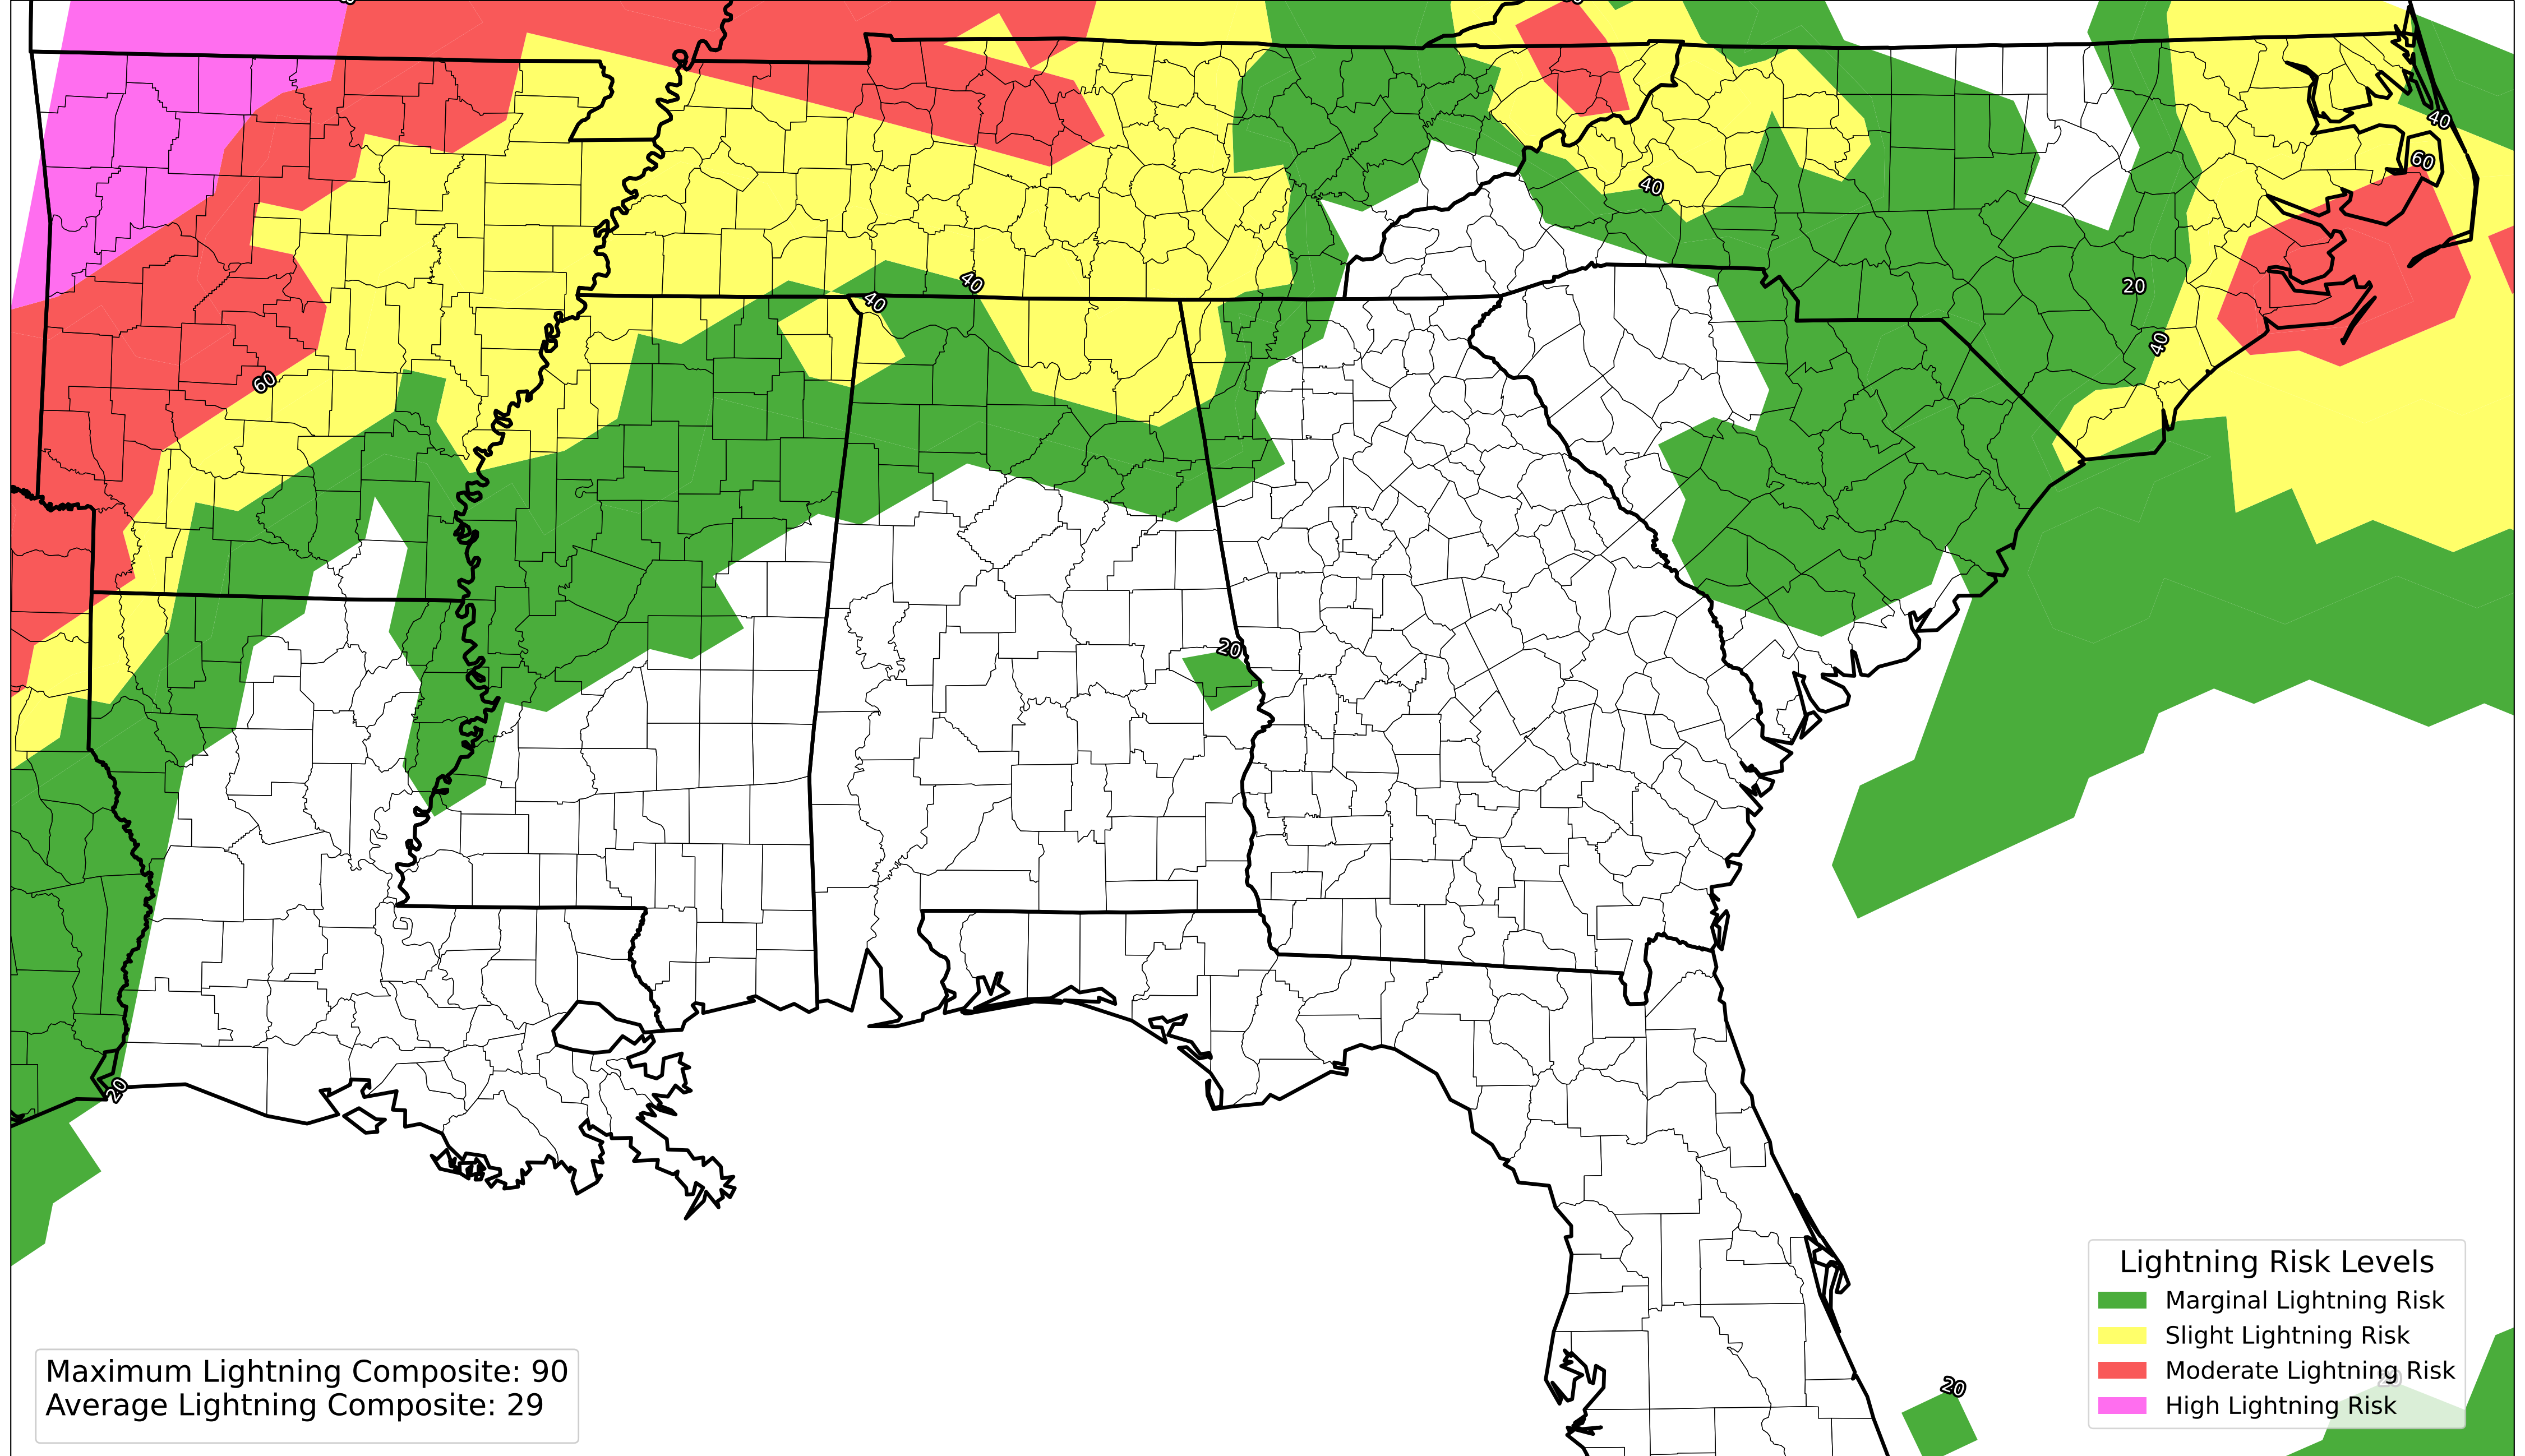 40
60
40
40
40
20
40
60
20
20
20
Lightning Risk Levels
Marginal Lightning Risk
Slight Lightning Risk
Moderate Lightning Risk
High Lightning Risk
Maximum Lightning Composite: 90
Average Lightning Composite: 29
20